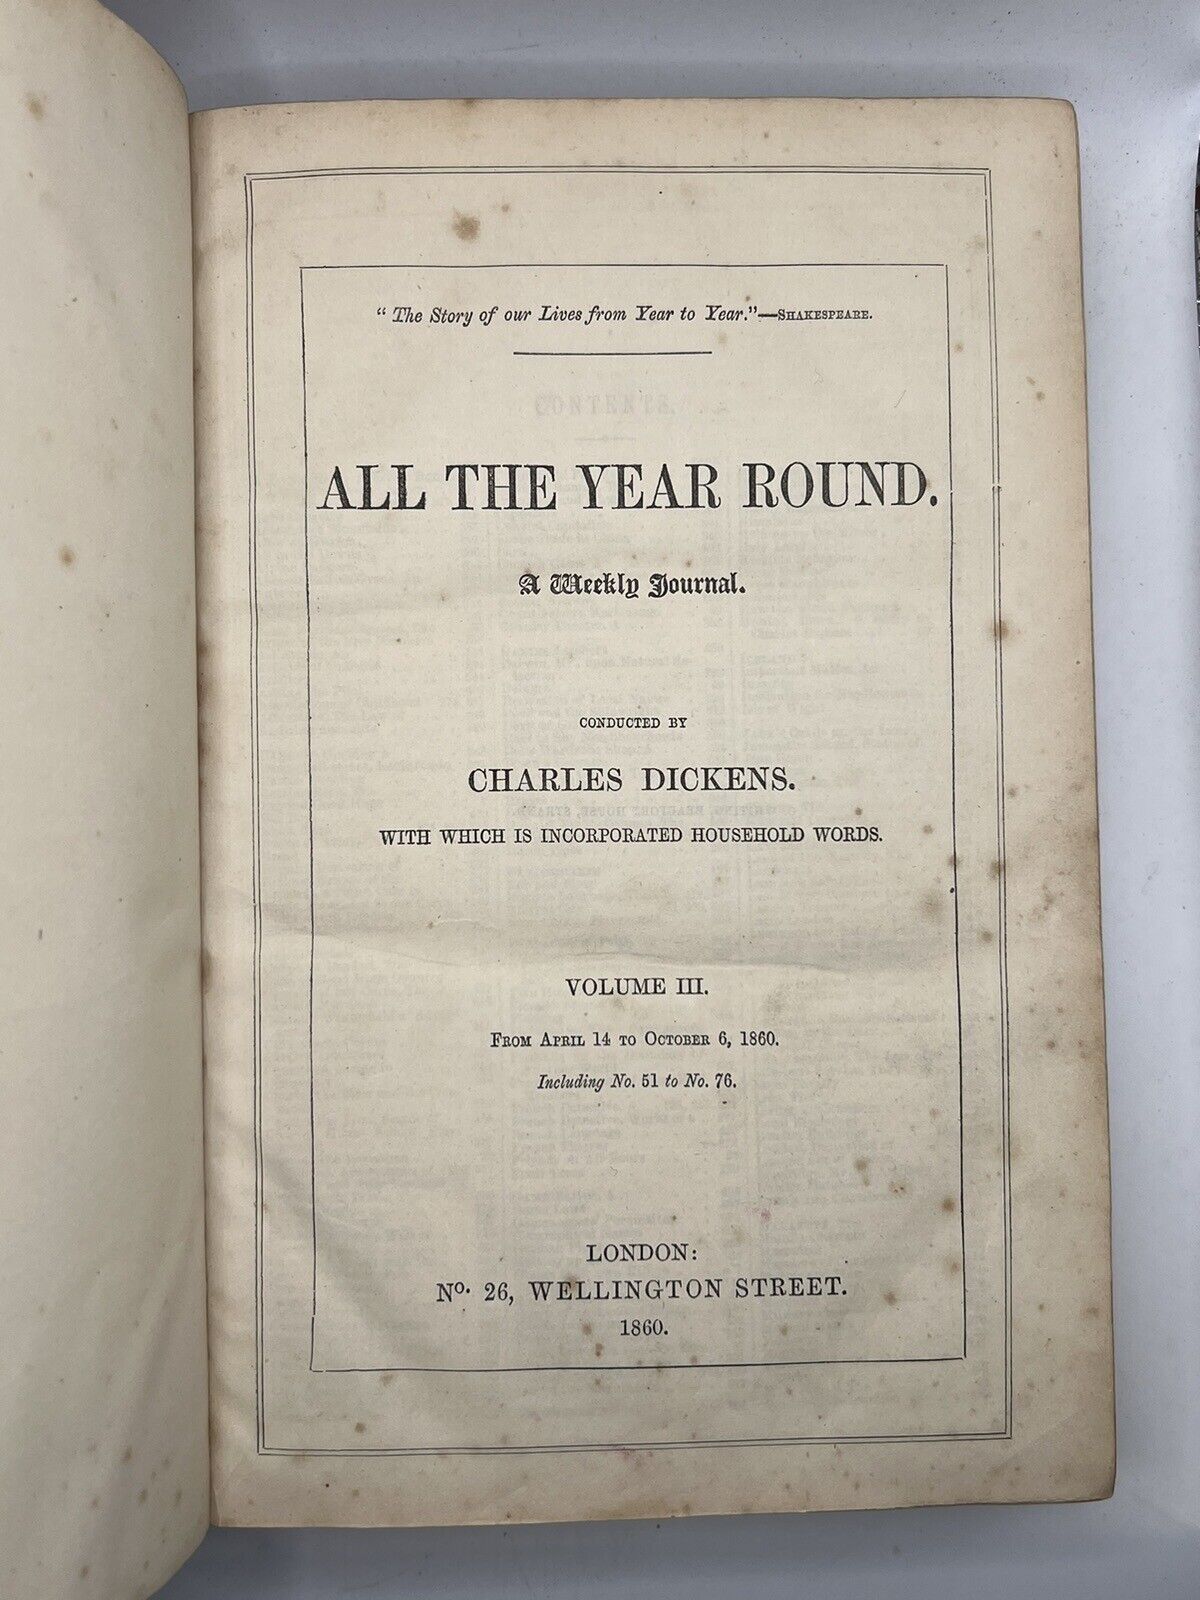 "The Story of our Lives from Year to Year."—SHAKESPEARE.
ALL THE YEAR ROUND.
A Weekly Journal.
CONDUCTED BY
CHARLES DICKENS.
WITH WHICH IS INCORPORATED HOUSEHOLD WORDS.
VOLUME III.
FROM APRIL 14 TO OCTOBER 6, 1860.
Including No. 51 to No. 76.
LONDON:
No. 26, WELLINGTON STREET.
1860.